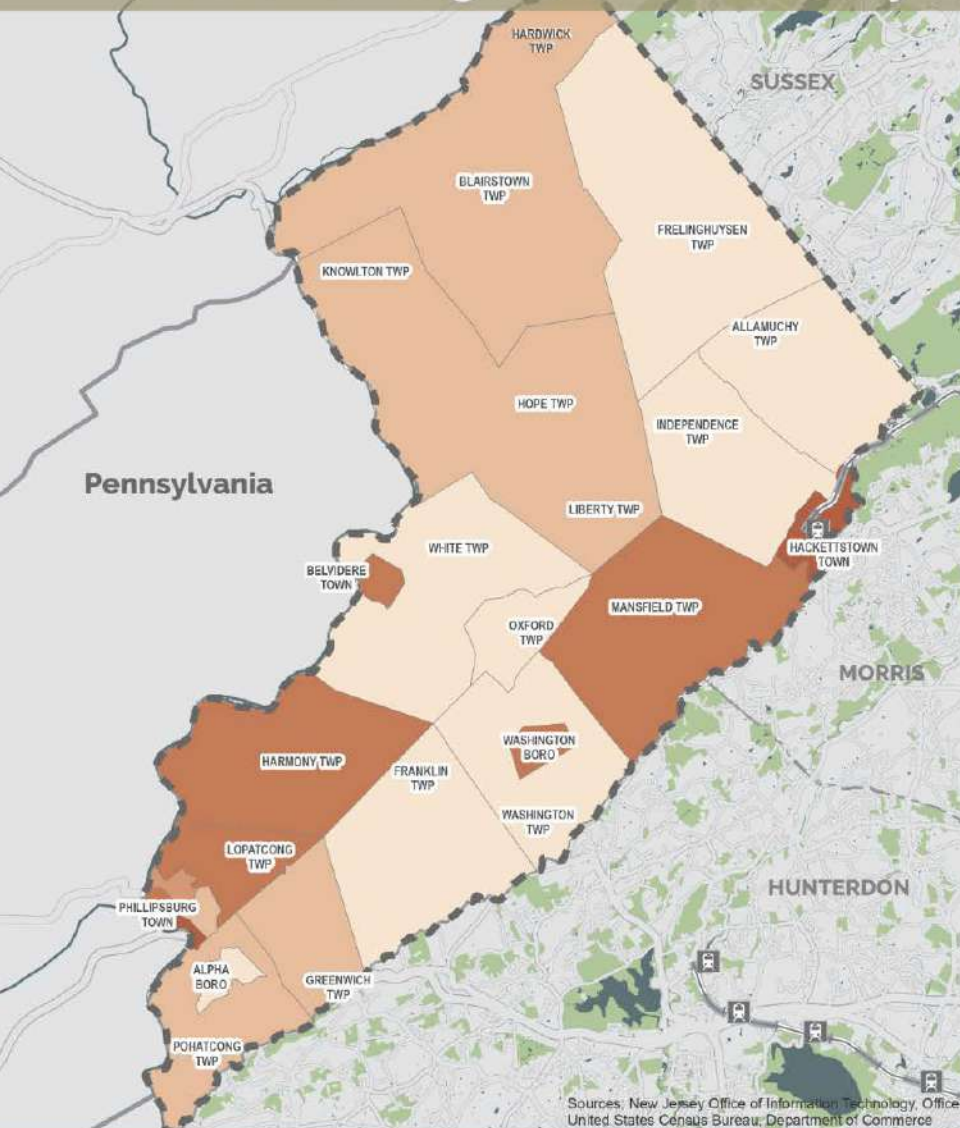 HARDWICK
TWP
SUSSEX
BLAIRSTOWN
TWP
FRELINGHUYSEN
TWP
KNOWLTON TWP
ALLAMUCHY
TWP
HOPE TWP
INDEPENDENCE
TWP
Pennsylvania
LIBERTY TWP
WHITE TWP
HACKETTSTOWN
TOWN
BELVIDERE
TOWN
MANSFIELD TWP
OXFORD
TWP
MORRIS
WASHINGTON
BORO
HARMONY TWP
FRANKLIN
TWP
WASHINGTON
TWP
LOPATCONG
TWP
HUNTERDON
PHILLIPSBURG
TOWN
ALPHA
BORO
GREENWICH
TWP
POHATCONG
TWP
Sources: New Jersey Office of Information Technology, Office
United States Census Bureau, Department of Commerce